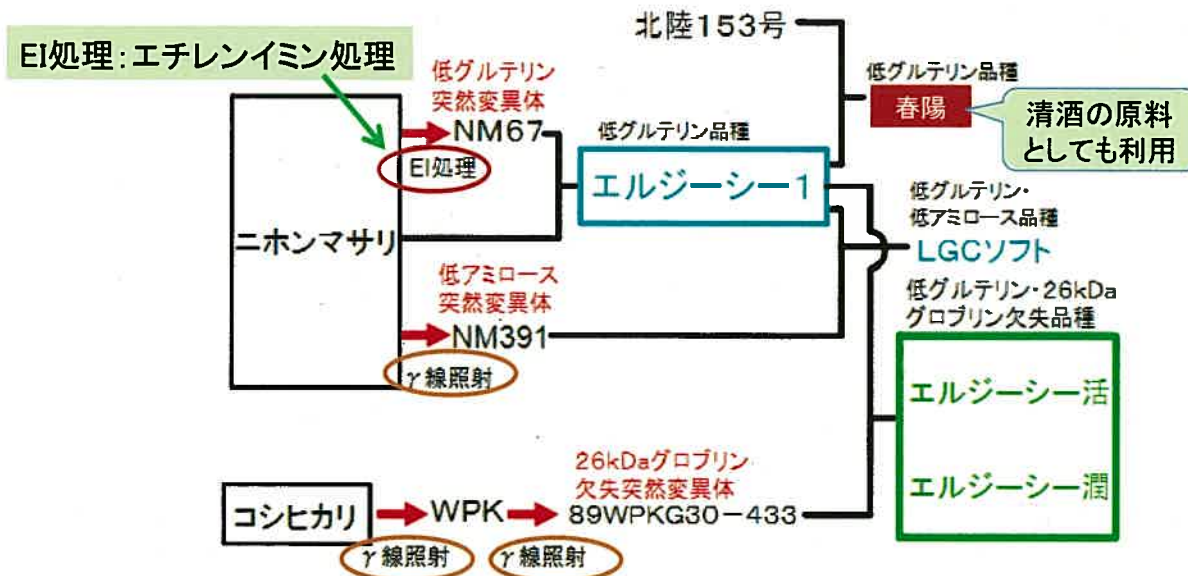 北陸153号
EI処理:エチレンイミン処理
低グルテリン
突然変異体
NM67
EI処理
低グルテリン品種
エルジーシー1
低グルテリン品種
春陽
清酒の原料
としても利用
ニホンマサリ
低グルテリン・
低アミロース品種
LGCソフト
低アミロース
突然変異体
NM391
γ線照射
低グルテリン・26kDa
グロブリン欠失品種
エルジーシー活
エルジーシー潤
26kDaグロブリン
欠失突然変異体
コシヒカリ
WPK
89WPKG30-433
γ線照射
γ線照射